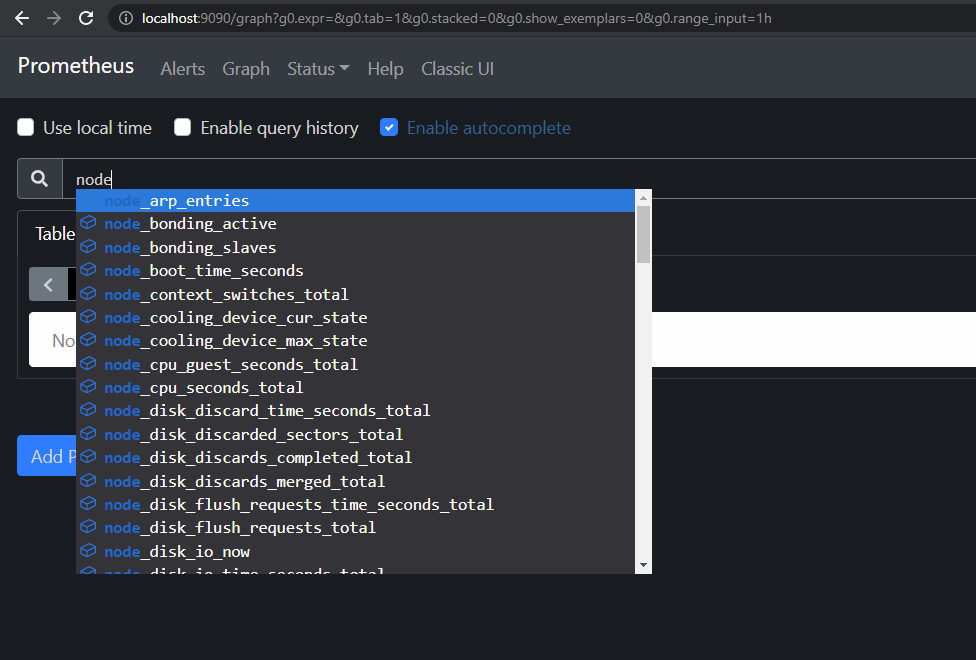 localhost:9090/graph?g0.expr=&g0.tab=1&g0.stacked=0&g0.show_exemplars=0&g0.range_input=1h
Prometheus Alerts Graph Status Help Classic UI
Use local time Enable query history Enable autocomplete
node
node_arp_entries
Table
node_bonding_active
node_bonding_slaves
node_boot_time_seconds
node_context_switches_total
node_cooling_device_cur_state
No
node_cooling_device_max_state
node_cpu_guest_seconds_total
node_cpu_seconds_total
node_disk_discard_time_seconds_total
node_disk_discarded_sectors_total
Add P
node_disk_discards_completed_total
node_disk_discards_merged_total
node_disk_flush_requests_time_seconds_total
node_disk_flush_requests_total
node_disk_io_now
node_disk_io_time_seconds_total